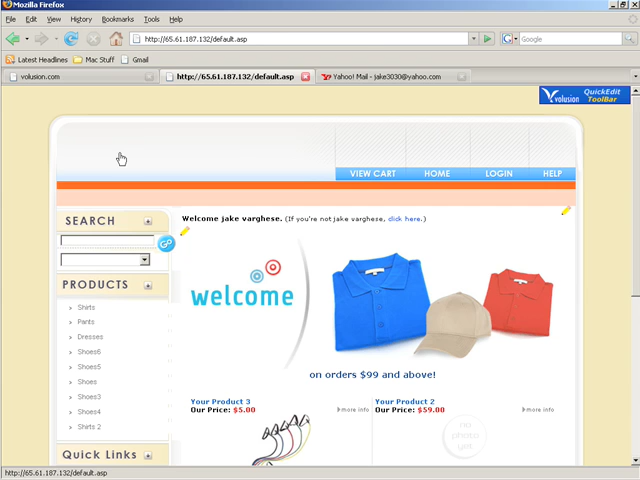 Mozilla Firefox
File Edit View History Bookmarks Tools Help
http://65.61.187.132/default.asp
Google
Latest Headlines Mac Stuff Gmail
volusion.com
http://65.61.187.132/default.asp
Yahoo! Mail - jake3030@yahoo.com
Volusion QuickEdit ToolBar
VIEW CART HOME LOGIN HELP
SEARCH
GO
Welcome jake varghese. (If you're not jake varghese, click here.)
welcome
PRODUCTS
Shirts
Pants
Dresses
Shoes6
Shoes5
Shoes
Shoes3
Shoes4
Shirts 2
on orders $99 and above!
Your Product 3
Our Price: $5.00
more info
Your Product 2
Our Price: $59.00
more info
no
photo
yet
Quick Links
http://65.61.187.132/default.asp